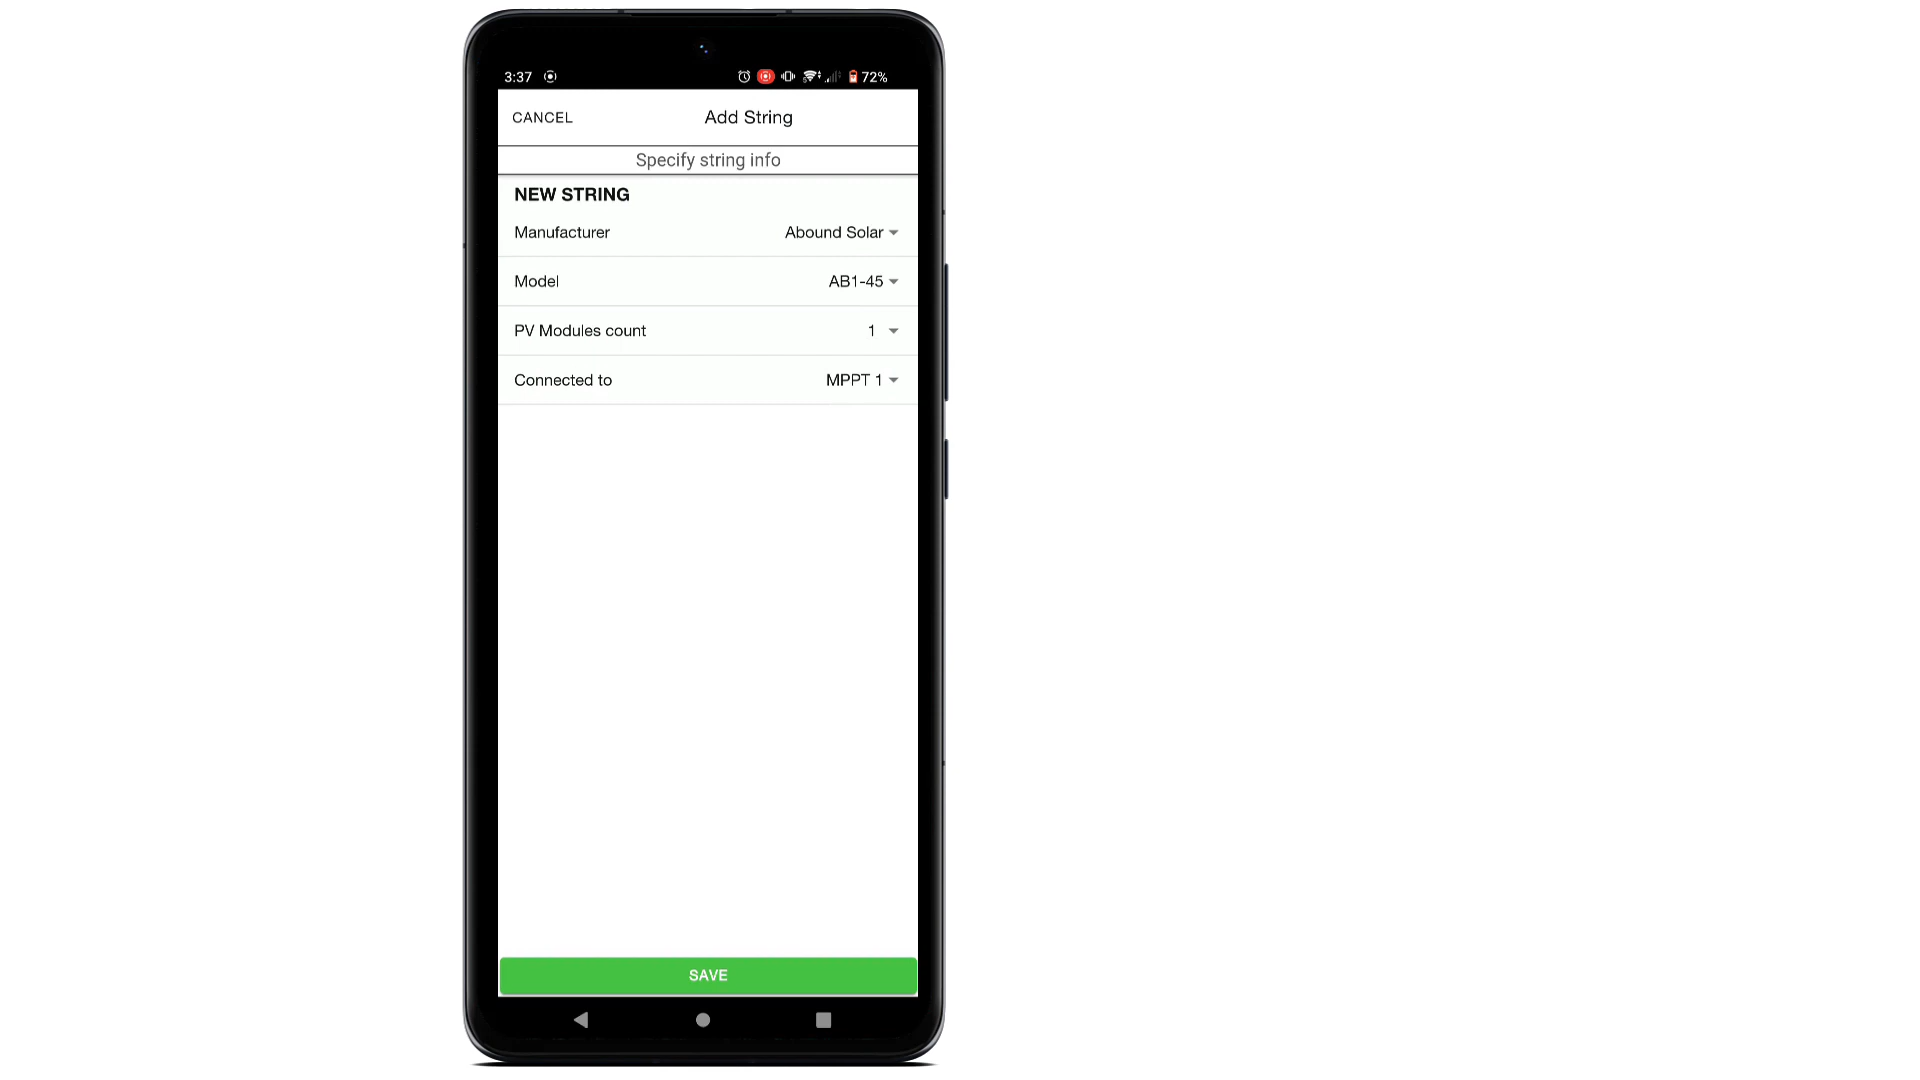 3:37 72%
CANCEL Add String
Specify string info
NEW STRING
Manufacturer Abound Solar
Model AB1-45
PV Modules count 1
Connected to MPPT 1
SAVE